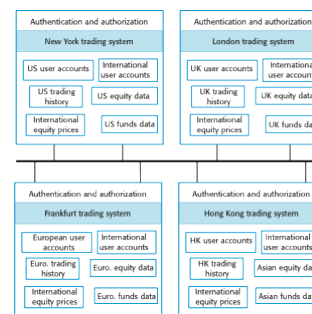 Authentication and authorization
New York trading system
US user accounts
International
user accounts
US trading
history
US equity data
International
equity prices
US funds data
Authentication and authorization
London trading system
UK user accounts
UK trading
history
UK equity
International
equity prices
UK funds
Authentication and authorization
Frankfurt trading system
European user
accounts
International
user accounts
Euro. trading
history
Euro. equity data
International
equity prices
Euro. funds data
Authentication and authorization
Hong Kong trading system
HK user accounts
International
user accounts
HK trading
history
Asian equity
International
equity prices
Asian funds